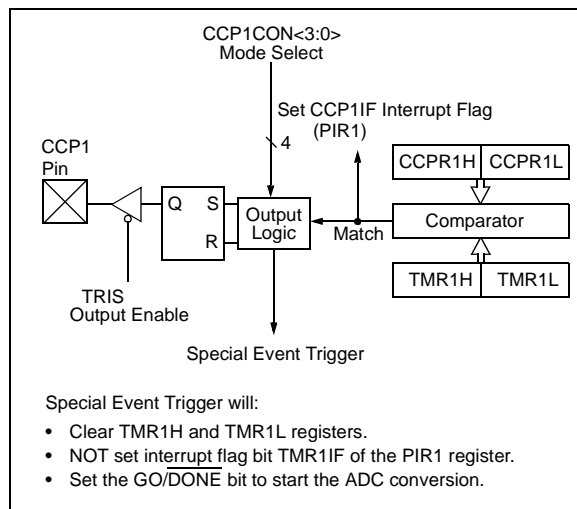 CCP1CON<3:0>
Mode Select
Set CCP1IF Interrupt Flag
(PIR1)
4
CCP1
Pin
CCPR1H CCPR1L
Q S
R
Output
Logic
Match
Comparator
TRIS
Output Enable
TMR1H TMR1L
Special Event Trigger
Special Event Trigger will:
• Clear TMR1H and TMR1L registers.
• NOT set interrupt flag bit TMR1IF of the PIR1 register.
• Set the GO/DONE bit to start the ADC conversion.